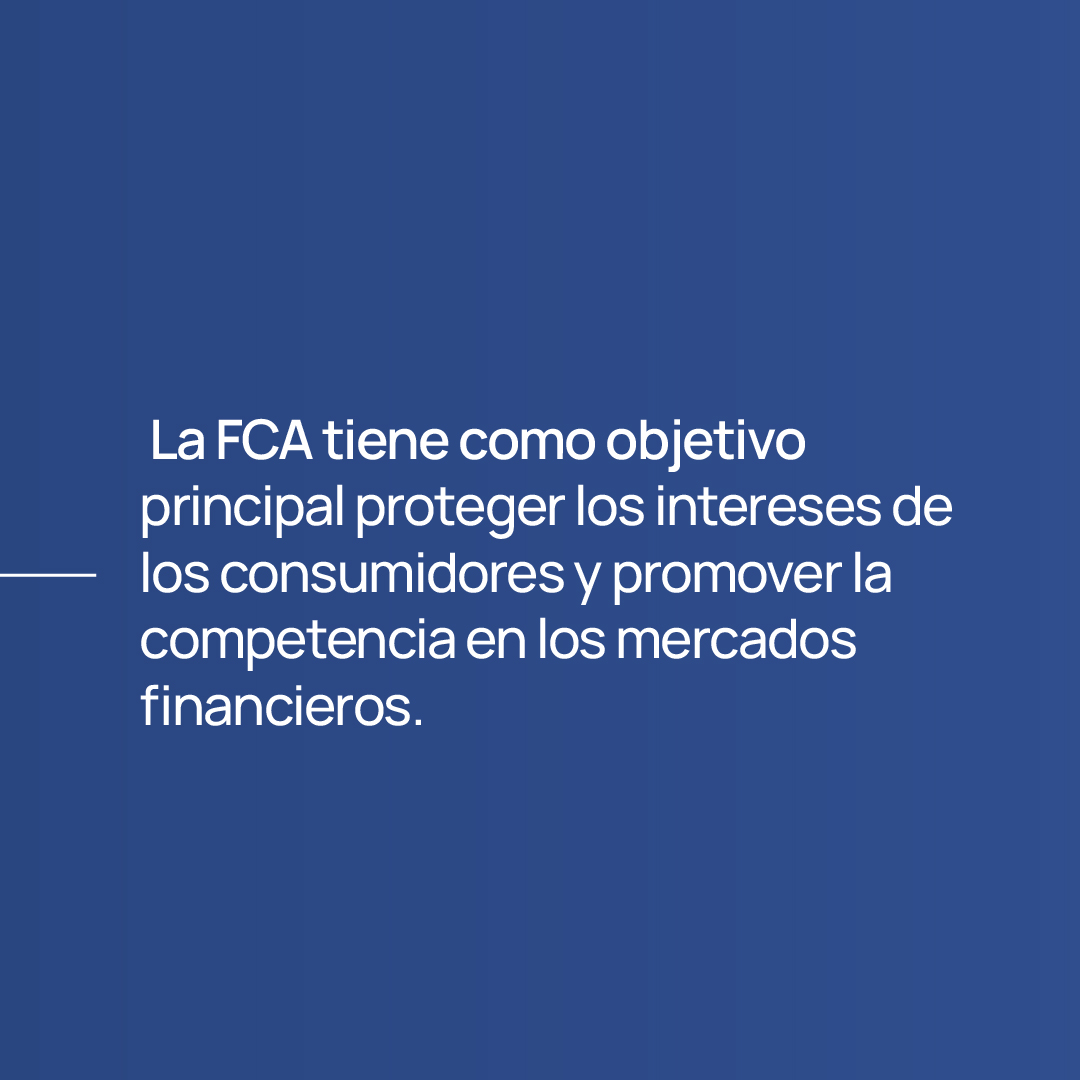 La FCA tiene como objetivo
principal proteger los intereses de
los consumidores y promover la
competencia en los mercados
financieros.